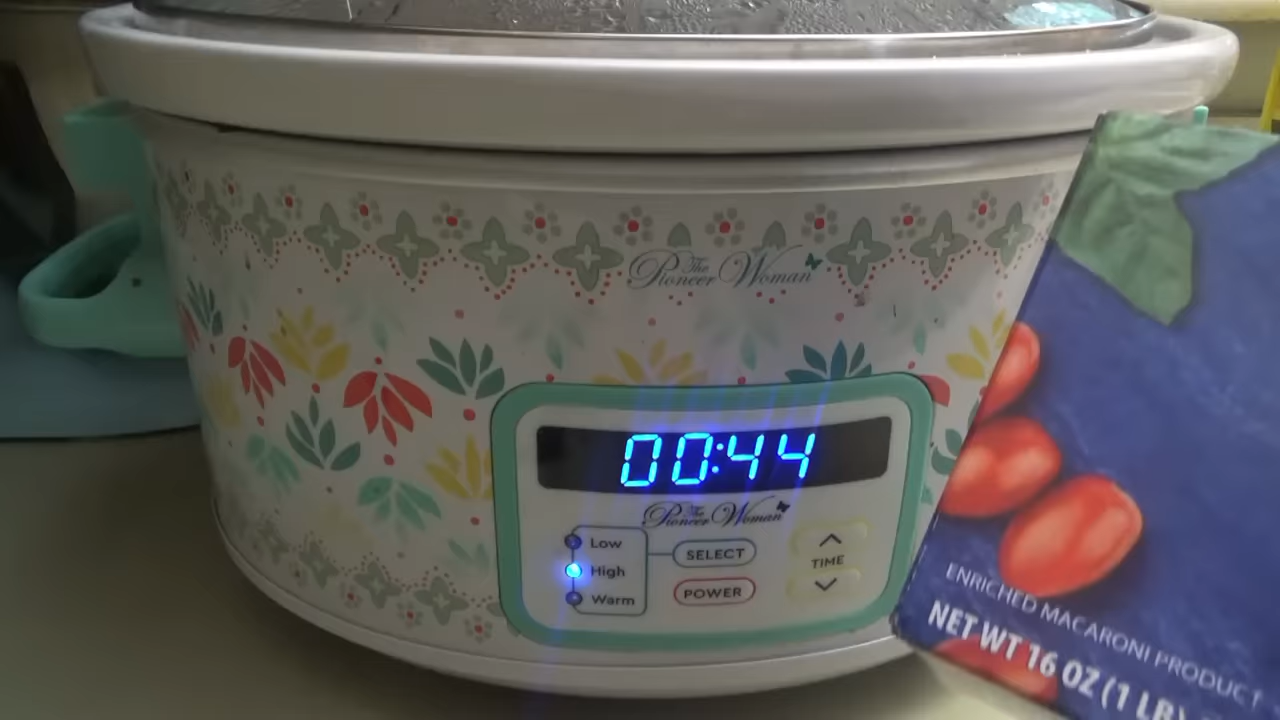 The
Pioneer Woman
00:44
The
Pioneer Woman
Low
High
Warm
SELECT
POWER
TIME
ENRICHED MACARONI PRODUCT
NET WT 16 OZ (1 LB)